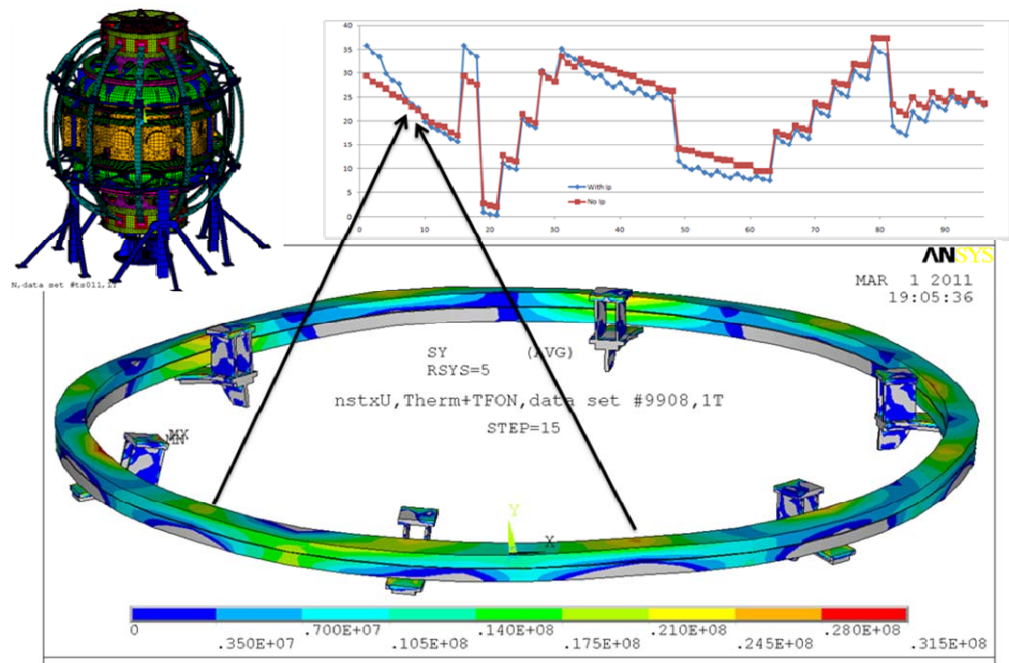 40
35
30
25
20
15
10
5
0
0 10 20 30 40 50 60 70 80 90
With Ip
No Ip
N,data set #ts011,1T
ANSYS
MAR 1 2011
19:05:36
SY (AVG)
RSYS=5
nstxU,Therm+TFON,data set #9908,1T
STEP=15
MX
MN
Y
X
0 .700E+07 .140E+08 .210E+08 .280E+08
.350E+07 .105E+08 .175E+08 .245E+08 .315E+08